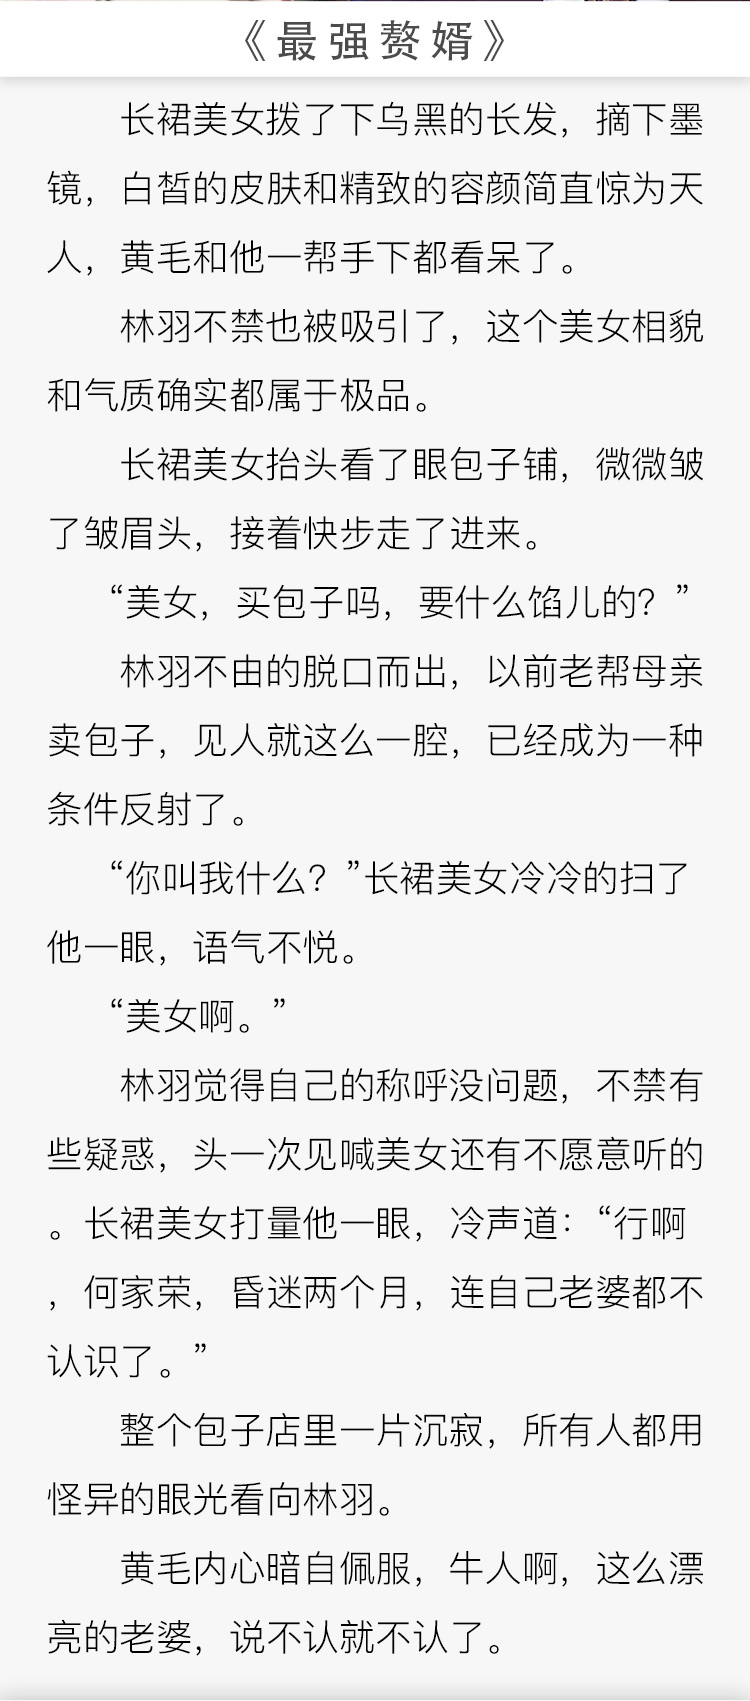 《最强赘婿》
长裙美女拨了下乌黑的长发，摘下墨
镜，白皙的皮肤和精致的容颜简直惊为天
人，黄毛和他一帮手下都看呆了。
林羽不禁也被吸引了，这个美女相貌
和气质确实都属于极品。
长裙美女抬头看了眼包子铺，微微皱
了皱眉头，接着快步走了进来。
“美女，买包子吗，要什么馅儿的？”
林羽不由的脱口而出，以前老帮母亲
卖包子，见人就这么一腔，已经成为一种
条件反射了。
“你叫我什么？”长裙美女冷冷的扫了
他一眼，语气不悦。
“美女啊。”
林羽觉得自己的称呼没问题，不禁有
些疑惑，头一次见喊美女还有不愿意听的
。长裙美女打量他一眼，冷声道：“行啊
，何家荣，昏迷两个月，连自己老婆都不
认识了。”
整个包子店里一片沉寂，所有人都用
怪异的眼光看向林羽。
黄毛内心暗自佩服，牛人啊，这么漂
亮的老婆，说不认就不认了。